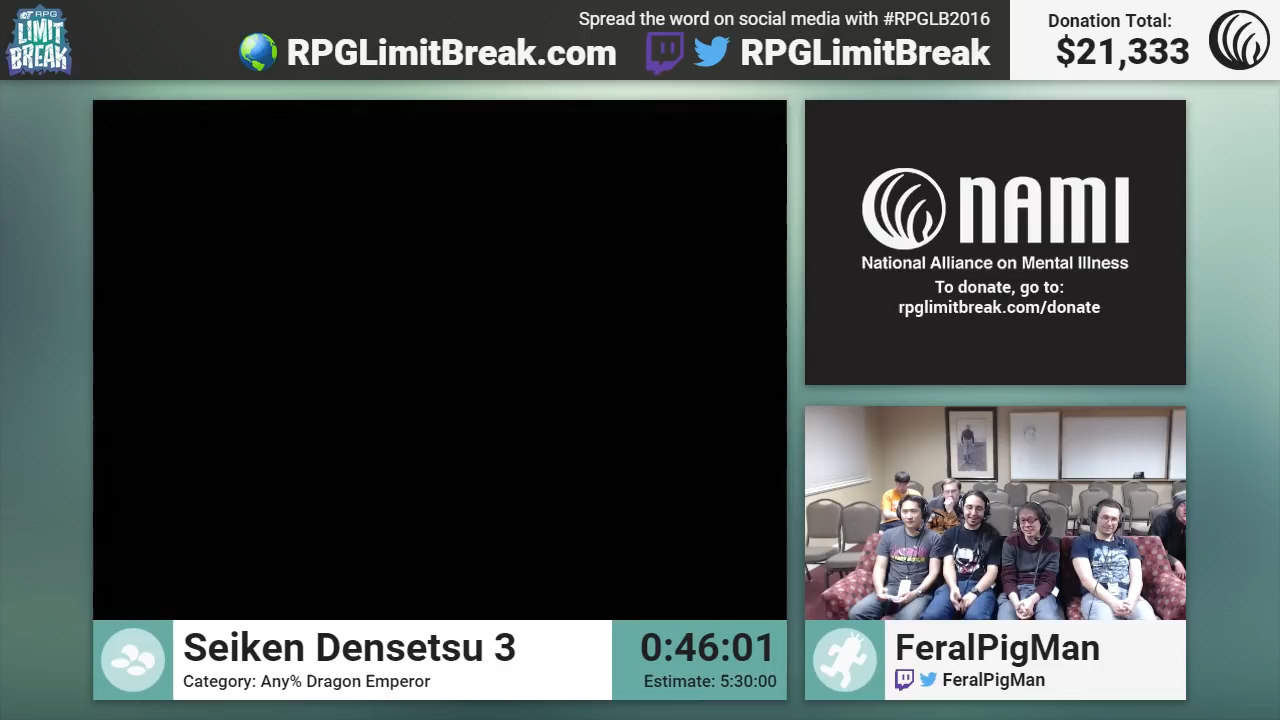 RPG
LIMIT
BREAK
Spread the word on social media with #RPGLB2016
RPGLimitBreak.com
RPGLimitBreak
Donation Total:
$21,333
NAMI
National Alliance on Mental Illness
To donate, go to:
rpglimitbreak.com/donate
Seiken Densetsu 3
Category: Any% Dragon Emperor
0:46:01
Estimate: 5:30:00
FeralPigMan
FeralPigMan